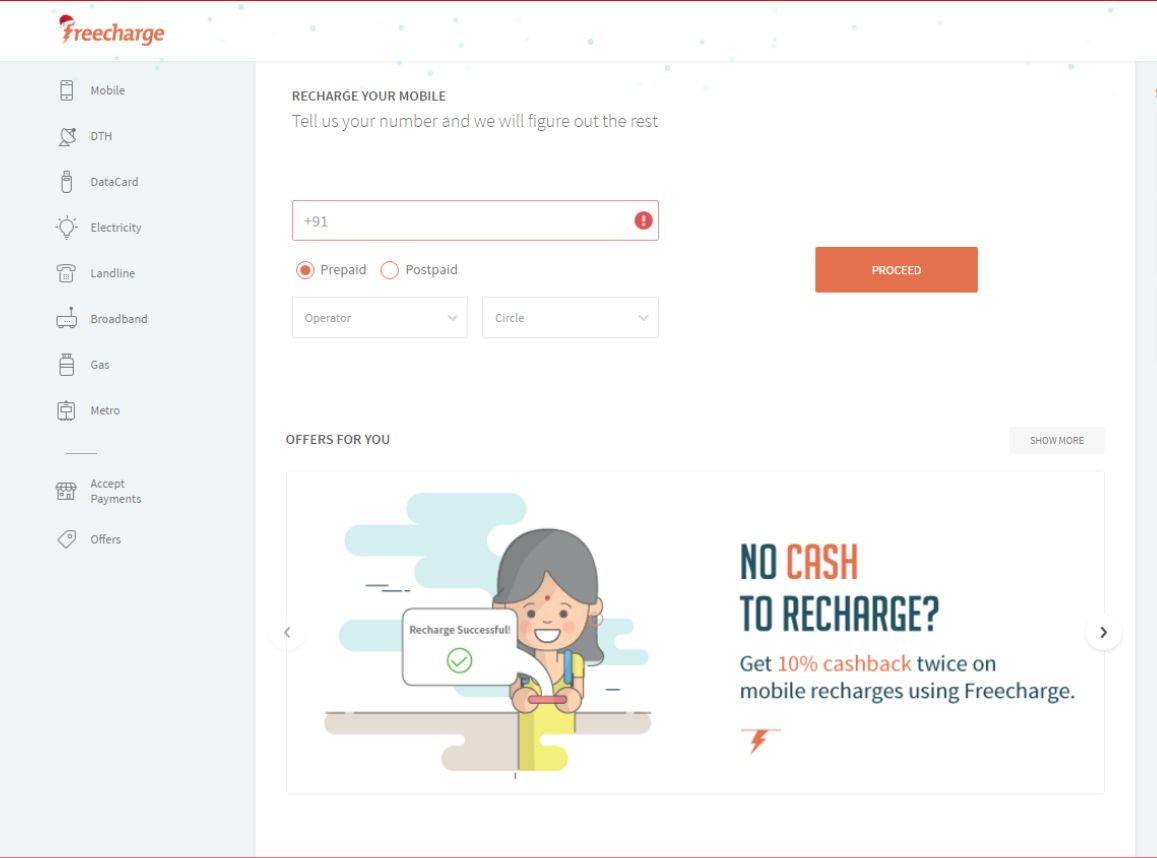 Freecharge
Mobile
DTH
DataCard
Electricity
Landline
Broadband
Gas
Metro
Accept
Payments
Offers
RECHARGE YOUR MOBILE
Tell us your number and we will figure out the rest
+91
Prepaid Postpaid
PROCEED
Operator Circle
OFFERS FOR YOU
SHOW MORE
Recharge Successful!
NO CASH
TO RECHARGE?
Get 10% cashback twice on
mobile recharges using Freecharge.